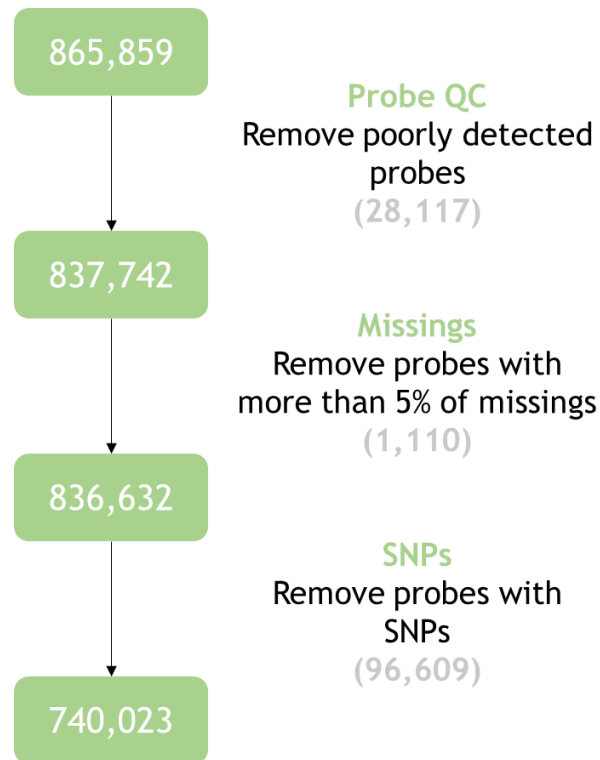 865,859
Probe QC
Remove poorly detected
probes
(28,117)
837,742
Missings
Remove probes with
more than 5% of missings
(1,110)
836,632
SNPs
Remove probes with
SNPs
(96,609)
740,023